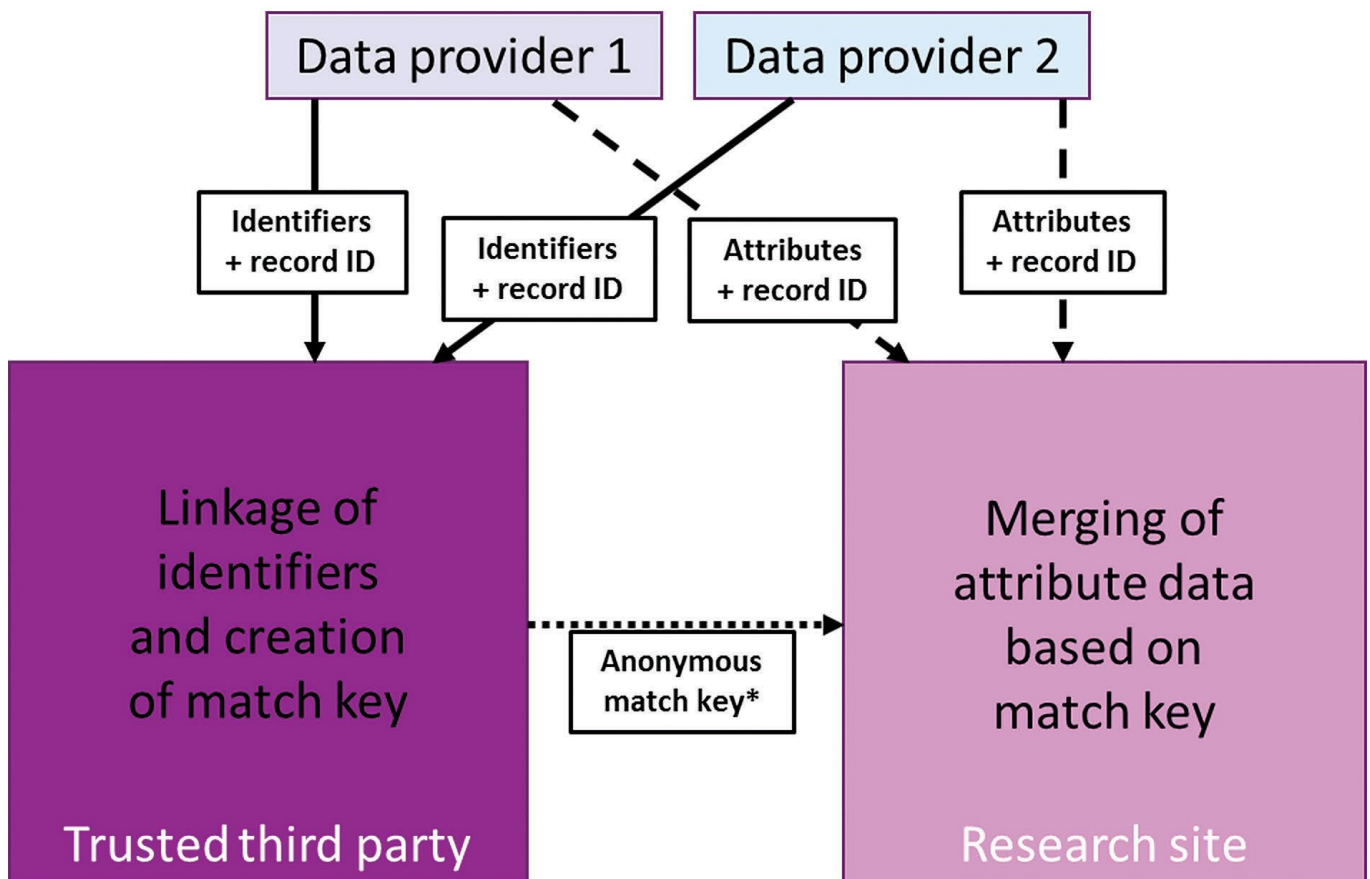 Data provider 1
Data provider 2
Identifiers
+ record ID
Identifiers
+ record ID
Attributes
+ record ID
Attributes
+ record ID
Linkage of
identifiers
and creation
of match key
Trusted third party
Anonymous
match key*
Merging of
attribute data
based on
match key
Research site